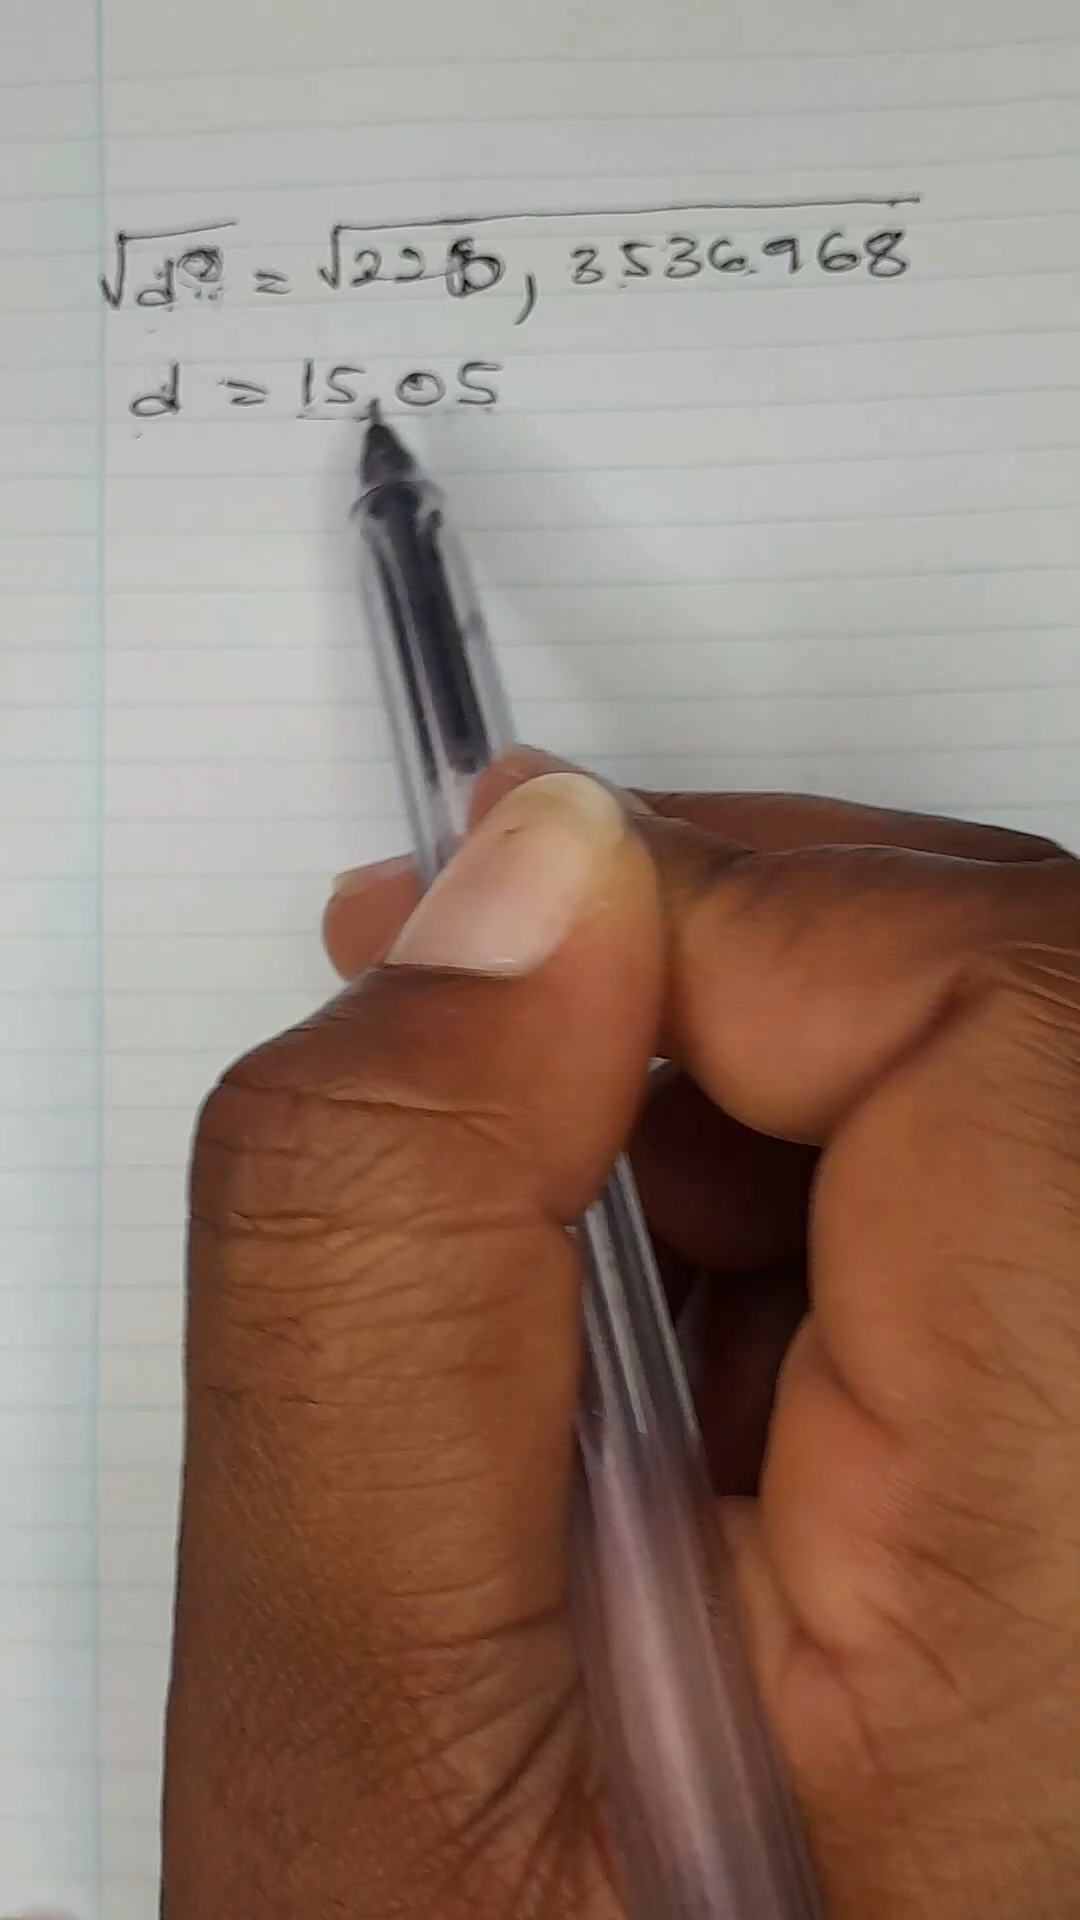 √d² = √226,3536968
d = 15,05